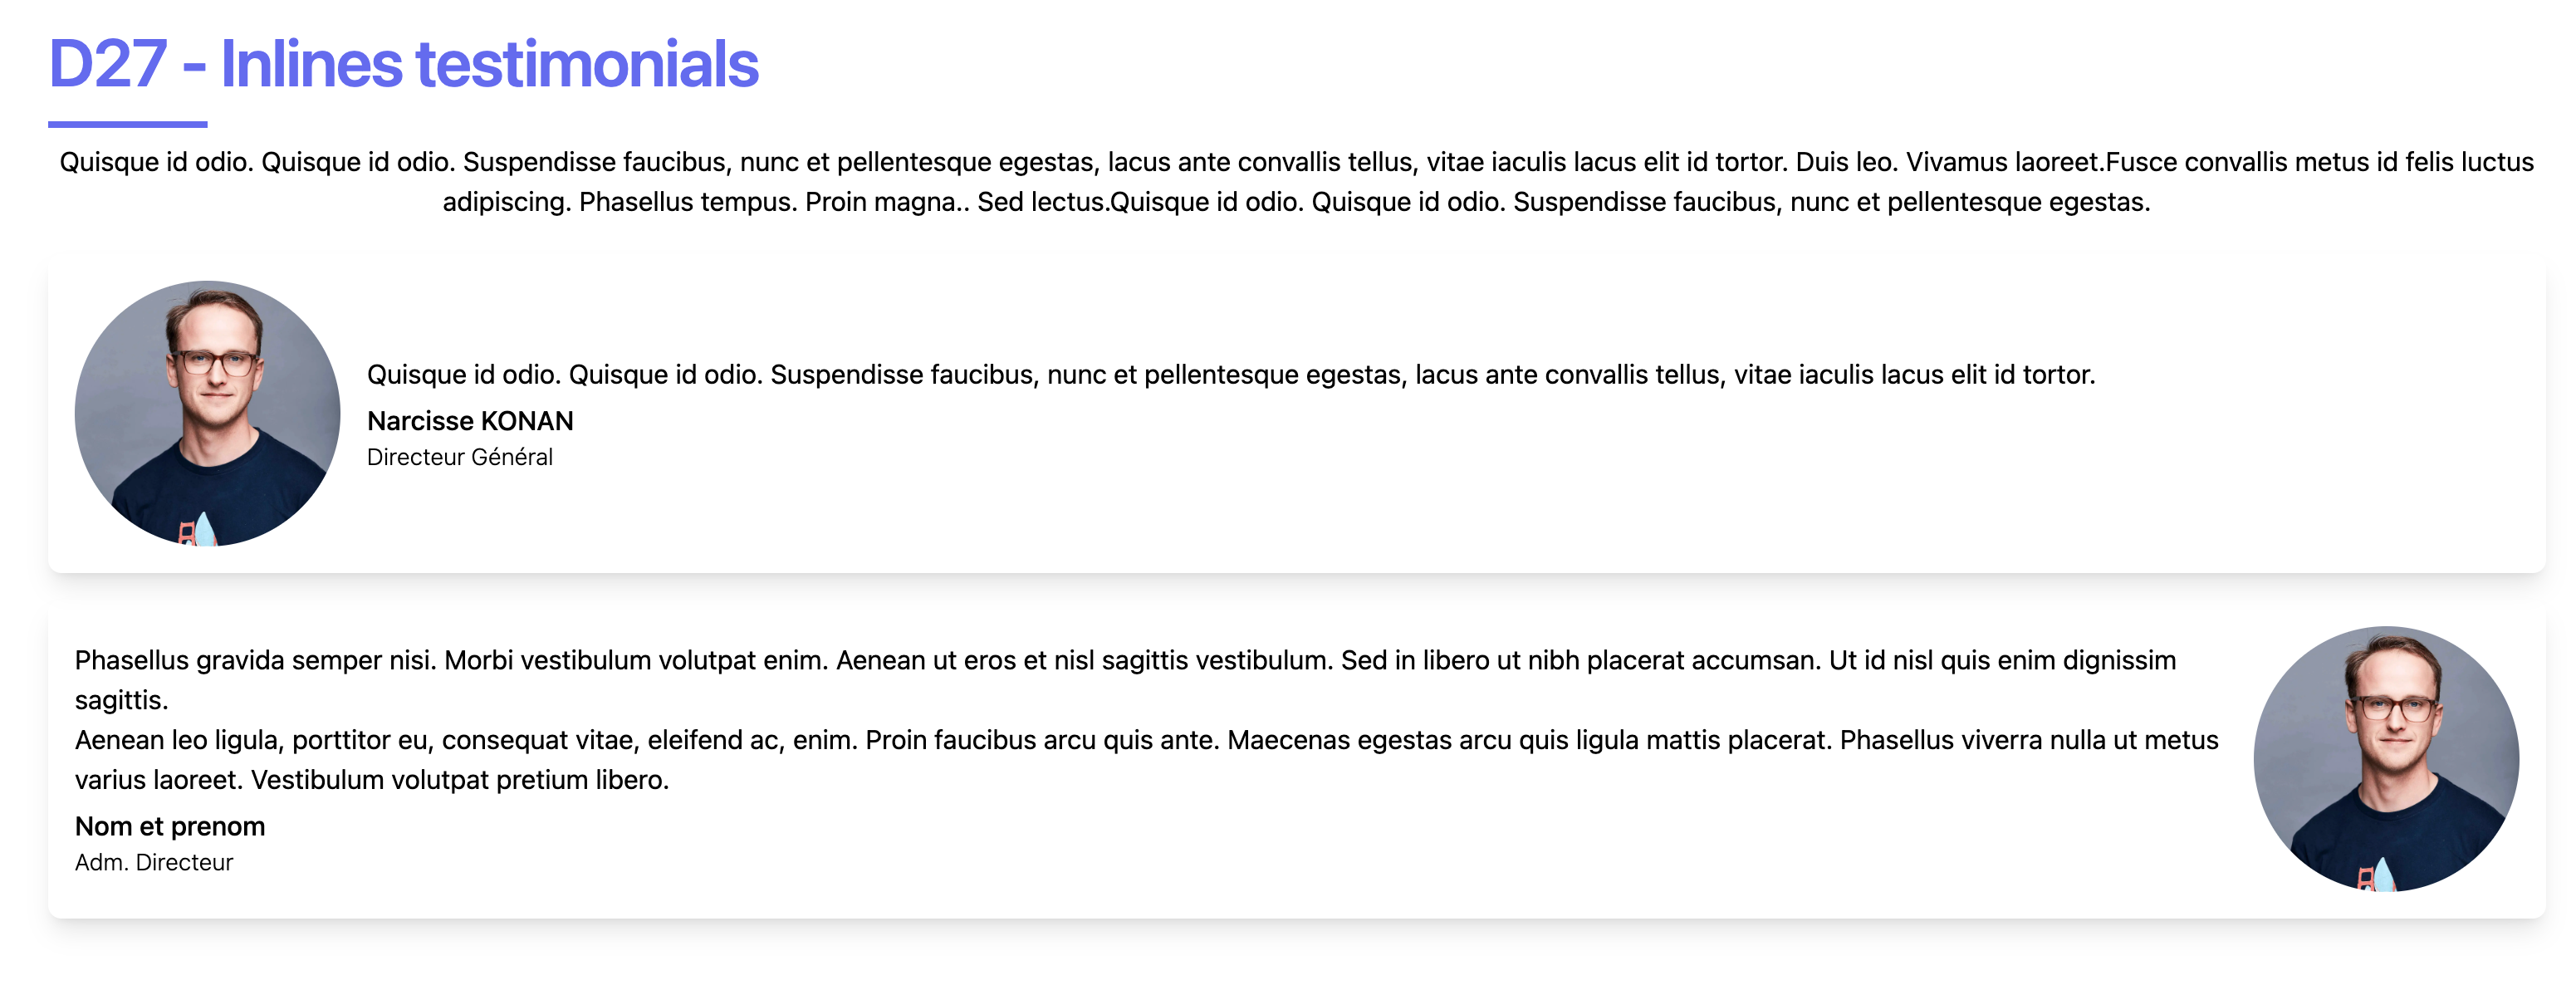 D27 - Inlines testimonials
Quisque id odio. Quisque id odio. Suspendisse faucibus, nunc et pellentesque egestas, lacus ante convallis tellus, vitae iaculis lacus elit id tortor. Duis leo. Vivamus laoreet.Fusce convallis metus id felis luctus
adipiscing. Phasellus tempus. Proin magna.. Sed lectus.Quisque id odio. Quisque id odio. Suspendisse faucibus, nunc et pellentesque egestas.
Quisque id odio. Quisque id odio. Suspendisse faucibus, nunc et pellentesque egestas, lacus ante convallis tellus, vitae iaculis lacus elit id tortor.
Narcisse KONAN
Directeur Général
Phasellus gravida semper nisi. Morbi vestibulum volutpat enim. Aenean ut eros et nisl sagittis vestibulum. Sed in libero ut nibh placerat accumsan. Ut id nisl quis enim dignissim
sagittis.
Aenean leo ligula, porttitor eu, consequat vitae, eleifend ac, enim. Proin faucibus arcu quis ante. Maecenas egestas arcu quis ligula mattis placerat. Phasellus viverra nulla ut metus
varius laoreet. Vestibulum volutpat pretium libero.
Nom et prenom
Adm. Directeur